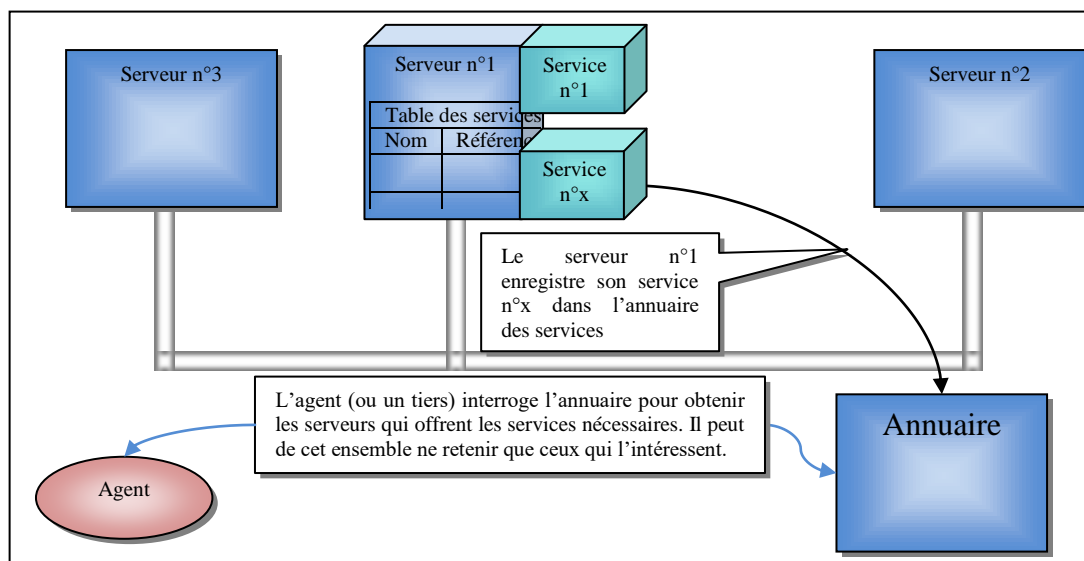 Serveur n°3
Serveur n°1
Service
n°1
Serveur n°2
Table des services
Nom
Référenc
Service
n°x
Le serveur n°1
enregistre son service
n°x dans l’annuaire
des services
L’agent (ou un tiers) interroge l’annuaire pour obtenir
les serveurs qui offrent les services nécessaires. Il peut
de cet ensemble ne retenir que ceux qui l’intéressent.
Annuaire
Agent